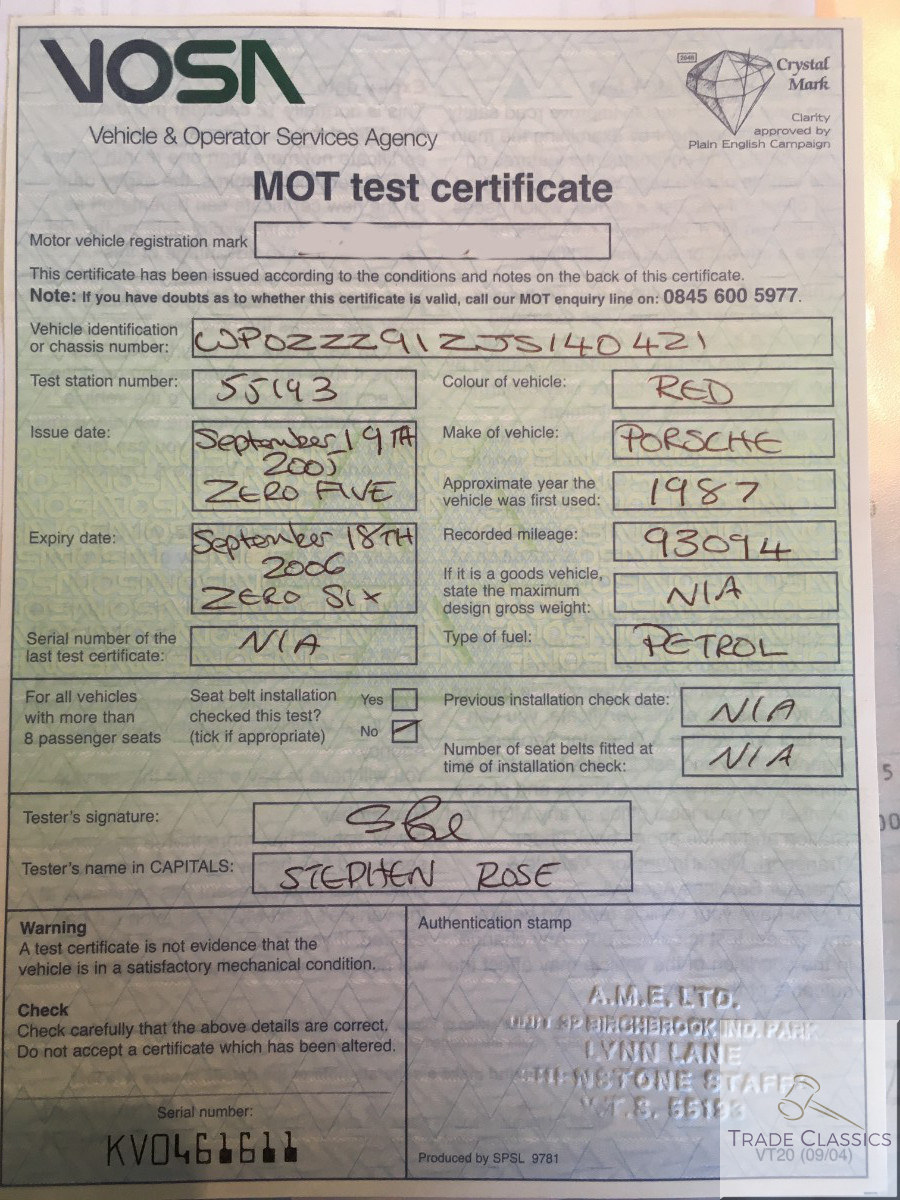 VOSA
Vehicle & Operator Services Agency
Crystal
Mark
Clarity
approved by
Plain English Campaign
MOT test certificate
Motor vehicle registration mark
This certificate has been issued according to the conditions and notes on the back of this certificate.
Note: If you have doubts as to whether this certificate is valid, call our MOT enquiry line on: 0845 600 5977.
Vehicle identification
or chassis number: WP0ZZZ91ZJS140421
Test station number: 55193
Colour of vehicle: RED
Issue date: September 19TH
2005
ZERO FIVE
Make of vehicle: PORSCHE
Approximate year the
vehicle was first used: 1987
Expiry date: September 18TH
2006
ZERO SIX
Recorded mileage: 93094
If it is a goods vehicle,
state the maximum
design gross weight: N/A
Serial number of the
last test certificate: N/A
Type of fuel: PETROL
For all vehicles
with more than
8 passenger seats
Seat belt installation
checked this test?
(tick if appropriate)
Yes
No
Previous installation check date: N/A
Number of seat belts fitted at
time of installation check: N/A
Tester's signature:
Tester's name in CAPITALS: STEPHEN ROSE
Warning
A test certificate is not evidence that the
vehicle is in a satisfactory mechanical condition.
Check
Check carefully that the above details are correct.
Do not accept a certificate which has been altered.
Serial number:
KV0461611
Authentication stamp
A.M.E. LTD.
BIRCHBROOK IND. PARK
LYNN LANE
SHENSTONE STAFFS
V.T.S. 55193
Produced by SPSL 9781
TRADE CLASSICS
VT20 (09/04)